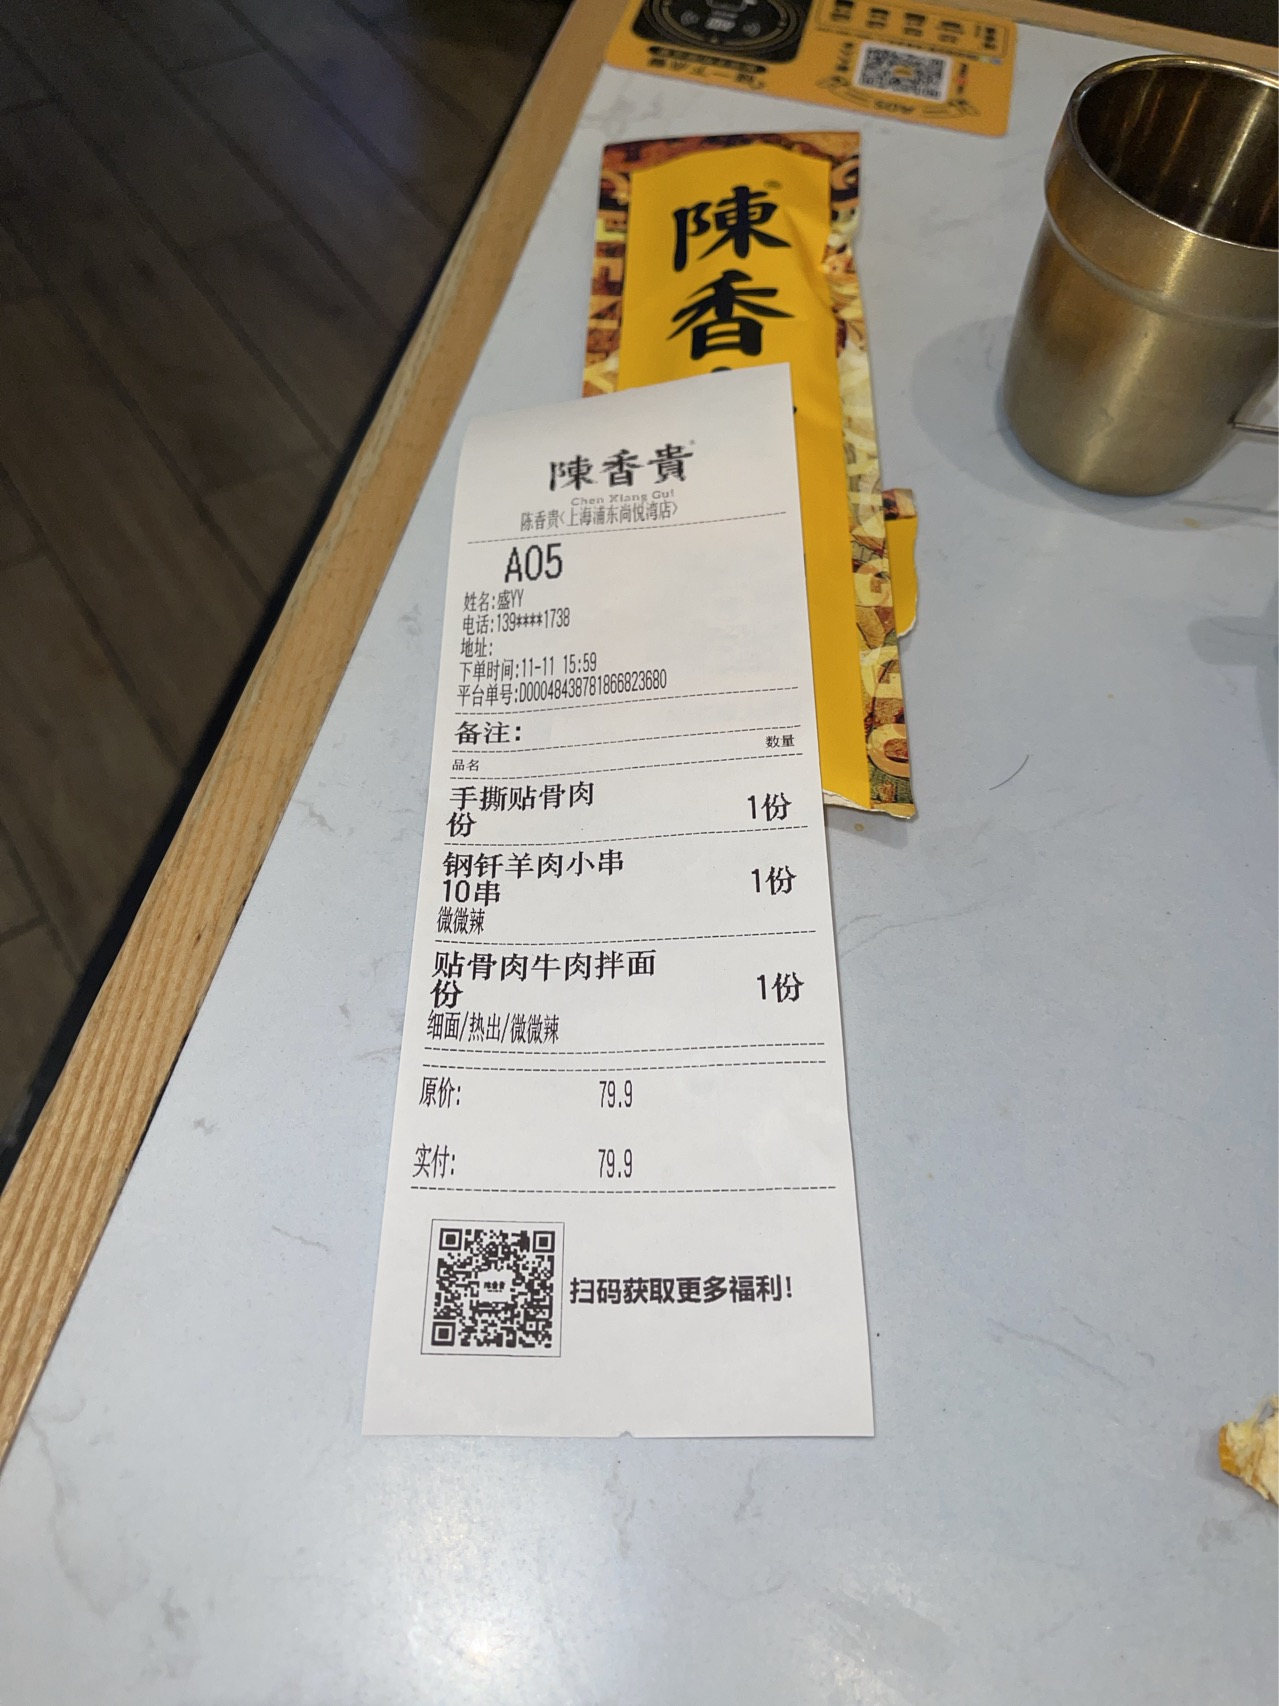 A05
陳香
陳香貴
Chen Xiang Gui
陈香贵(上海浦东尚悦湾店)
A05
姓名:盛YY
电话:139****1738
地址:
下单时间:11-11 15:59
平台单号:D00048438781866823680
备注:
品名 数量
手撕贴骨肉
份 1份
钢钎羊肉小串
10串 1份
微微辣
贴骨肉牛肉拌面
份 1份
细面/热出/微微辣
原价: 79.9
实付: 79.9
扫码获取更多福利!